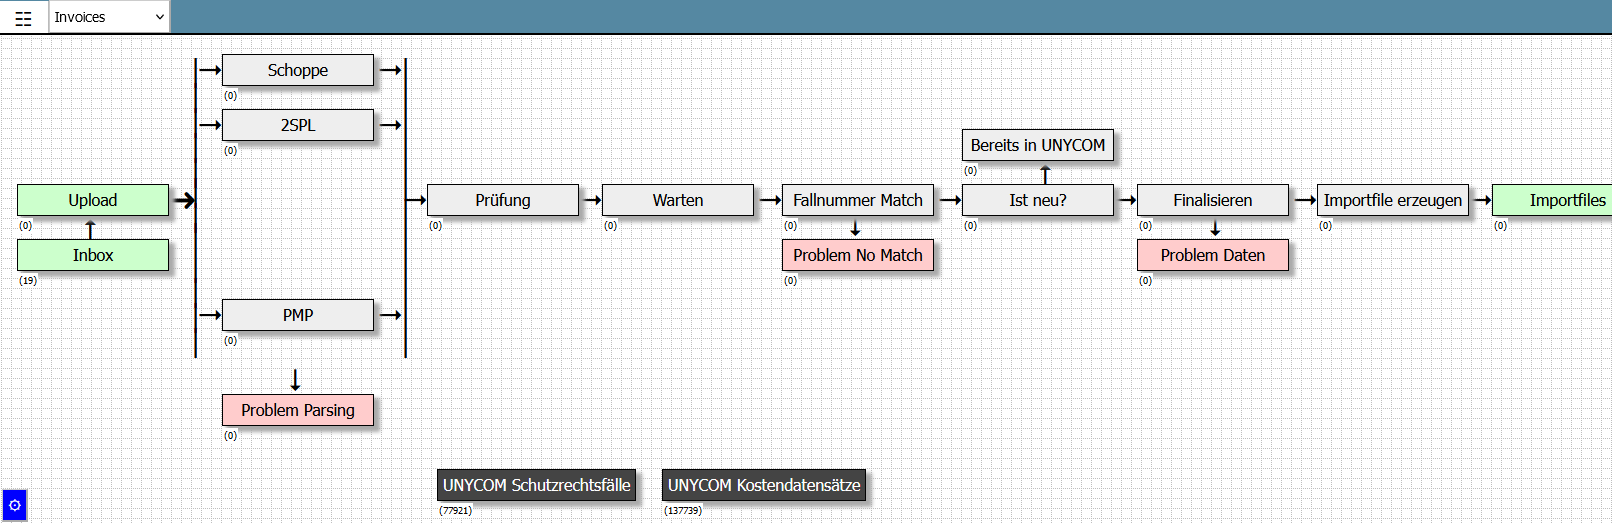 Invoices
Schoppe
(0)
2SPL
(0)
Bereits in UNYCOM
(0)
Upload
(0)
Prüfung
(0)
Warten
(0)
Fallnummer Match
(0)
Ist neu?
(0)
Finalisieren
(0)
Importfile erzeugen
(0)
Importfiles
(0)
Inbox
(19)
Problem No Match
(0)
Problem Daten
(0)
PMP
(0)
Problem Parsing
(0)
UNYCOM Schutzrechtsfälle
(77921)
UNYCOM Kostendatensätze
(137739)